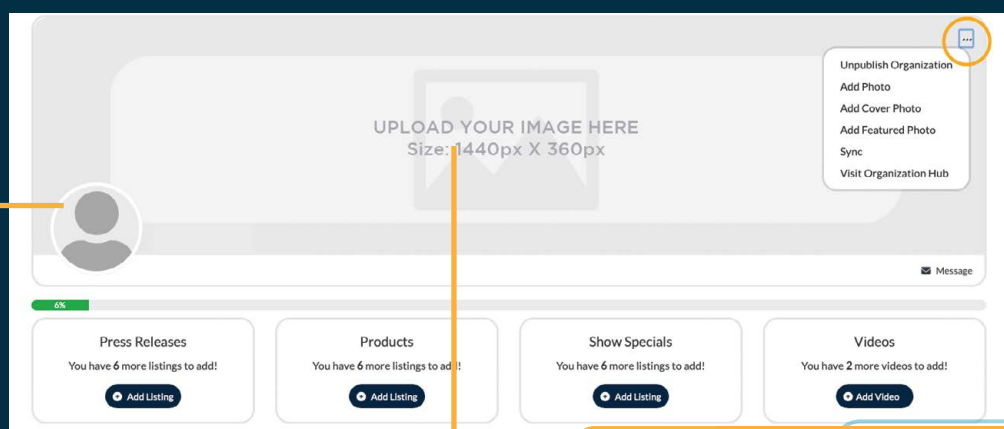 ...
Unpublish Organization
Add Photo
Add Cover Photo
Add Featured Photo
Sync
Visit Organization Hub
UPLOAD YOUR IMAGE HERE
Size: 1440px X 360px
Message
6%
Press Releases
You have 6 more listings to add!
Add Listing
Products
You have 6 more listings to add!
Add Listing
Show Specials
You have 6 more listings to add!
Add Listing
Videos
You have 2 more videos to add!
Add Video